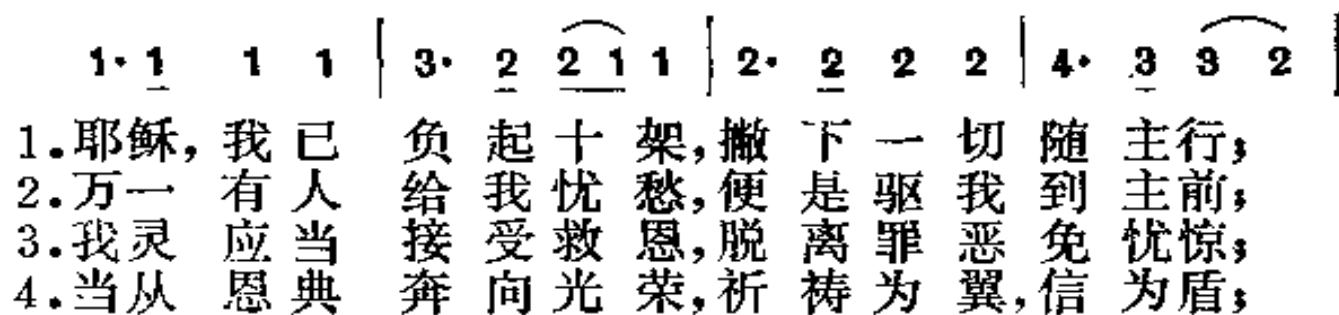 1· 1 1 1 | 3· 2 2 1 1 | 2· 2 2 2 | 4· 3 3 2
1.耶稣,我已 负起十架,撇下一切随主行;
2.万一有人 给我忧愁,便是驱我到主前;
3.我灵应当 接受救恩,脱离罪恶免忧惊;
4.当从恩典 奔向光荣,祈祷为翼,信为盾;